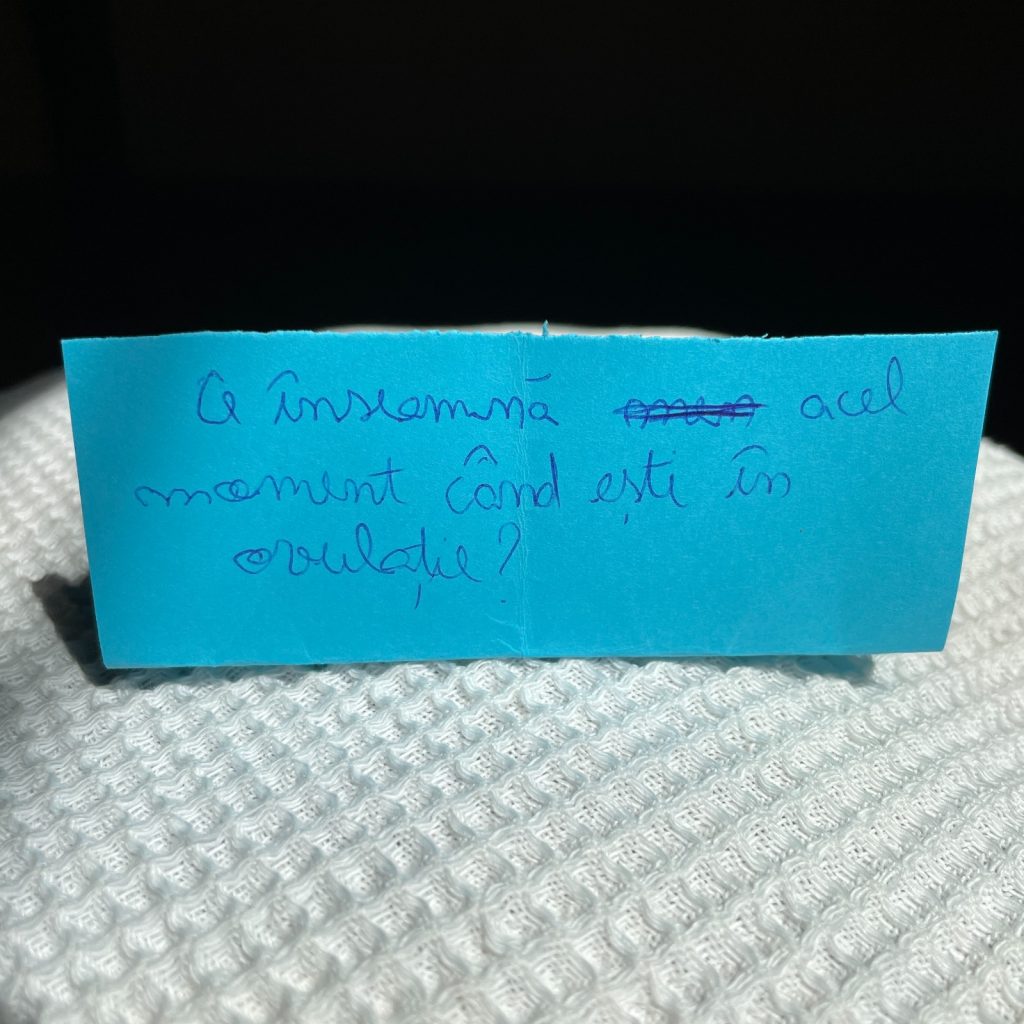 Ce înseamnă acel
moment când ești în
ovulație?